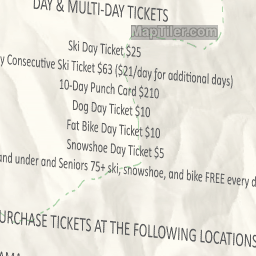 DAY & MULTI-DAY TICKETS
MapTiler.com
Ski Day Ticket $25
y Consecutive Ski Ticket $63 ($21/day for additional days)
10-Day Punch Card $210
Dog Day Ticket $10
Fat Bike Day Ticket $10
Snowshoe Day Ticket $5
and under and Seniors 75+ ski, snowshoe, and bike FREE every d
PURCHASE TICKETS AT THE FOLLOWING LOCATIONS